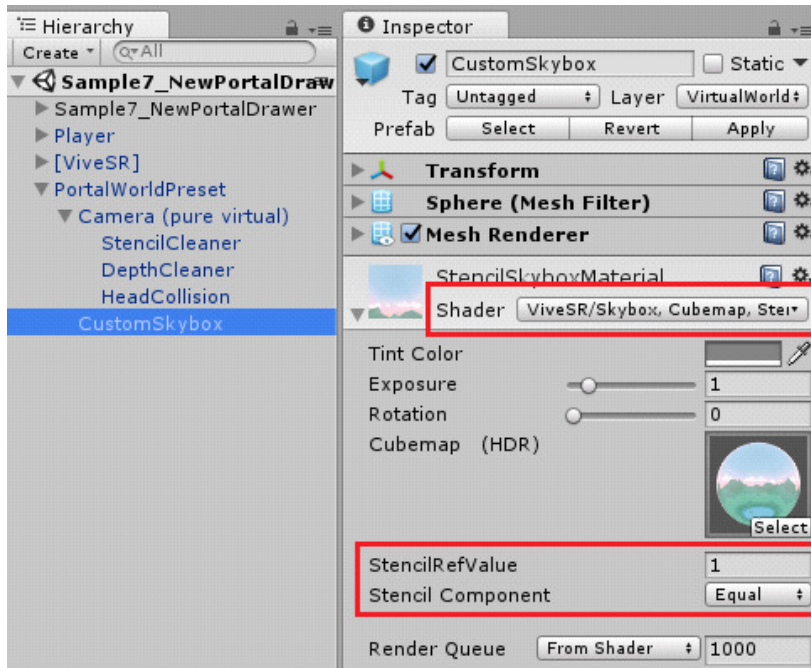 Hierarchy
Create
All
Sample7_NewPortalDraw
Sample7_NewPortalDrawer
Player
[ViveSR]
PortalWorldPreset
Camera (pure virtual)
StencilCleaner
DepthCleaner
HeadCollision
CustomSkybox
Inspector
CustomSkybox Static
Tag Untagged Layer VirtualWorld
Prefab Select Revert Apply
Transform
Sphere (Mesh Filter)
Mesh Renderer
StencilSkyboxMaterial
Shader ViveSR/Skybox, Cubemap, Ster
Tint Color
Exposure 1
Rotation 0
Cubemap (HDR)
Select
StencilRefValue 1
Stencil Component Equal
Render Queue From Shader 1000